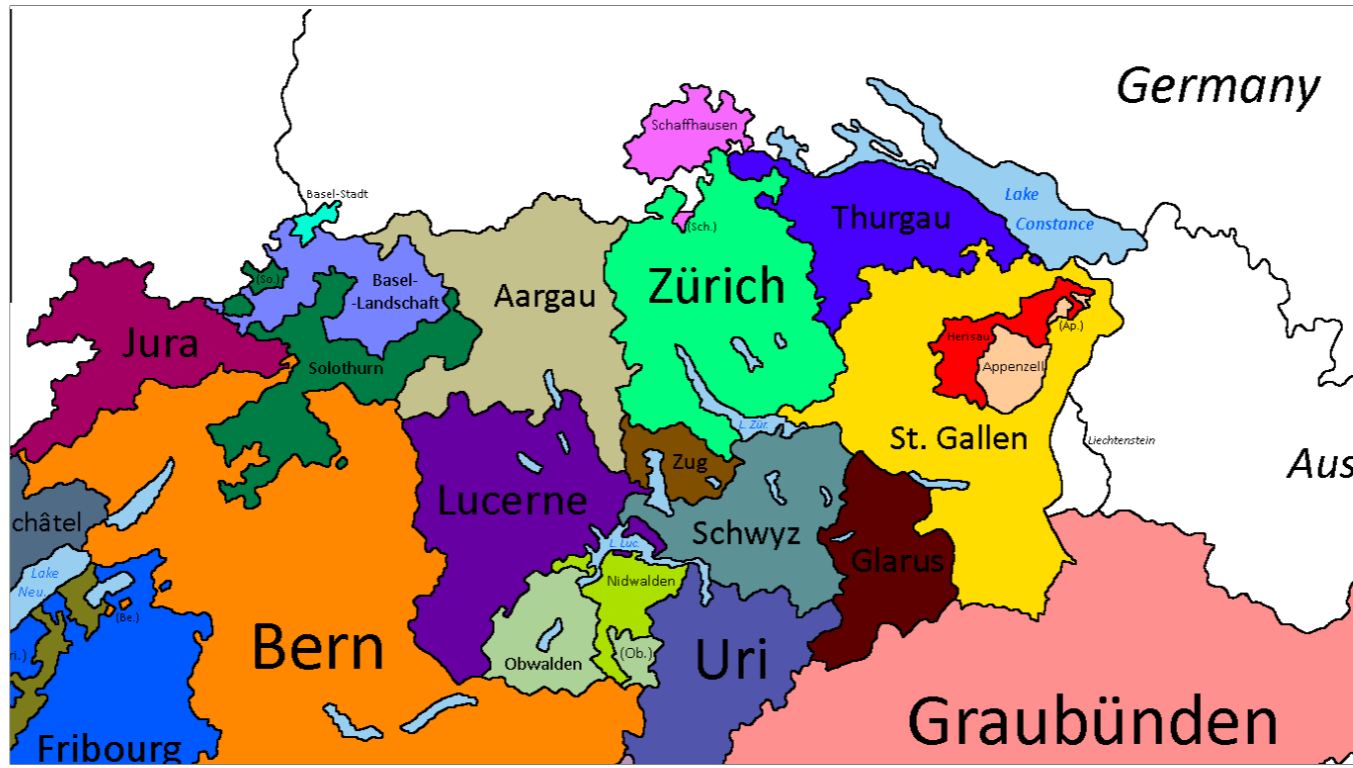 Germany
Schaffhausen
Basel-Stadt
Lake
Constance
Thurgau
(Sch.)
(So.)
Basel-
-Landschaft
Aargau
Zürich
Jura
Herisau
(Ap.)
Solothurn
Appenzell
L. Zür.
St. Gallen
Liechtenstein
Zug
Aus
Lucerne
châtel
Schwyz
L. Luc.
Glarus
Lake
Neu.
Nidwalden
(Be.)
ri.)
Bern
Obwalden
(Ob.)
Uri
Graubünden
Fribourg